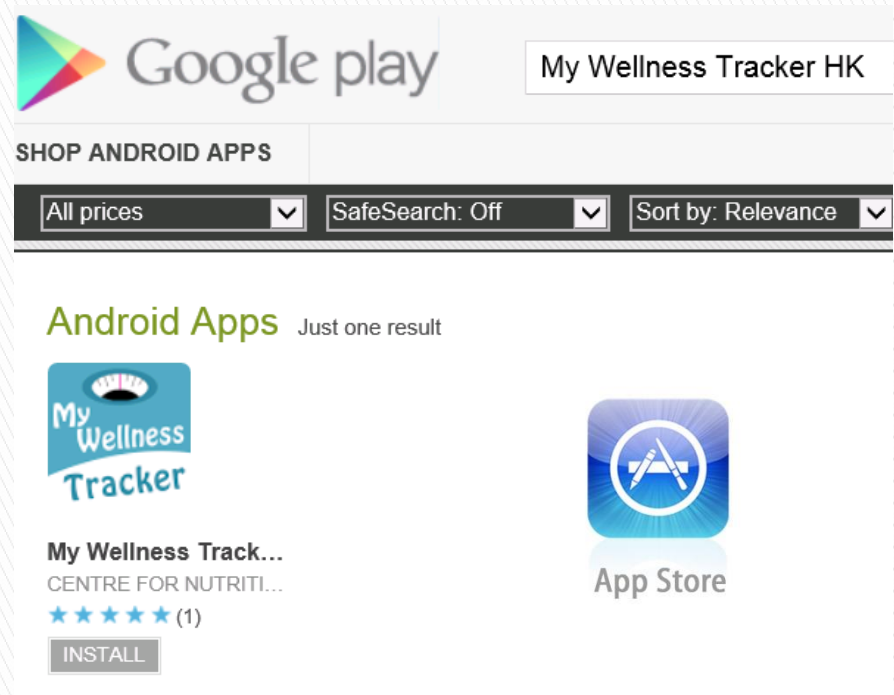 Google play
My Wellness Tracker HK
SHOP ANDROID APPS
All prices
SafeSearch: Off
Sort by: Relevance
Android Apps
Just one result
My
Wellness
Tracker
My Wellness Track...
CENTRE FOR NUTRITI...
(1)
INSTALL
App Store